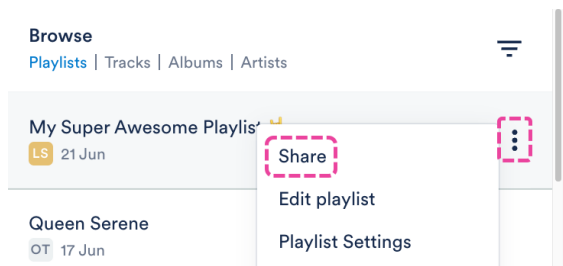 Browse
Playlists | Tracks | Albums | Artists
My Super Awesome Playlist
LS 21 Jun
Share
Edit playlist
Playlist Settings
Queen Serene
OT 17 Jun